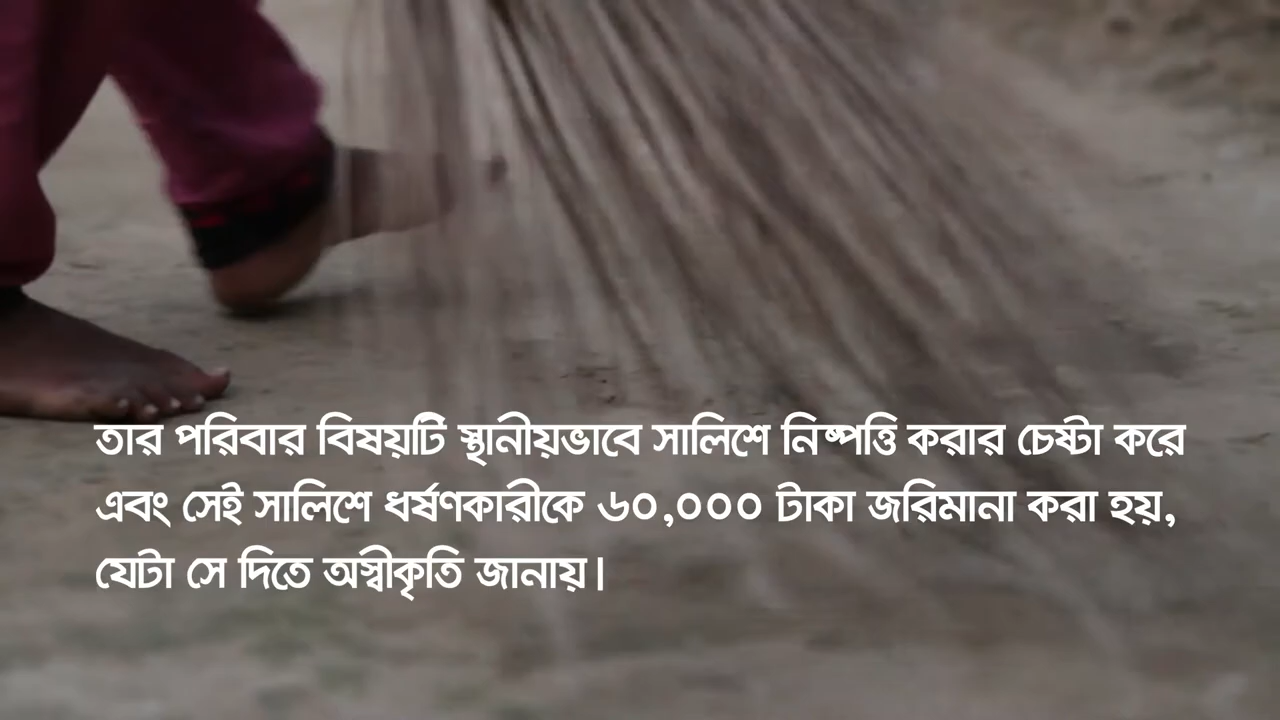 তার পরিবার বিষয়টি স্থানীয়ভাবে সালিশে নিষ্পত্তি করার চেষ্টা করে
এবং সেই সালিশে ধর্ষণকারীকে ৬০,০০০ টাকা জরিমানা করা হয়,
যেটা সে দিতে অস্বীকৃতি জানায়।